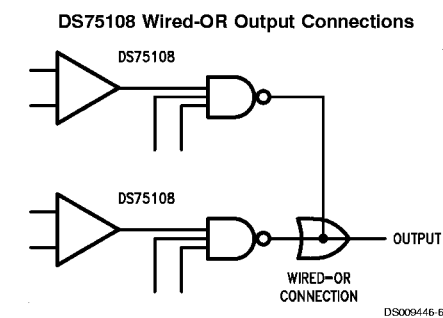 DS75108 Wired-OR Output Connections
DS75108
DS75108
OUTPUT
WIRED-OR
CONNECTION
DS009446-6